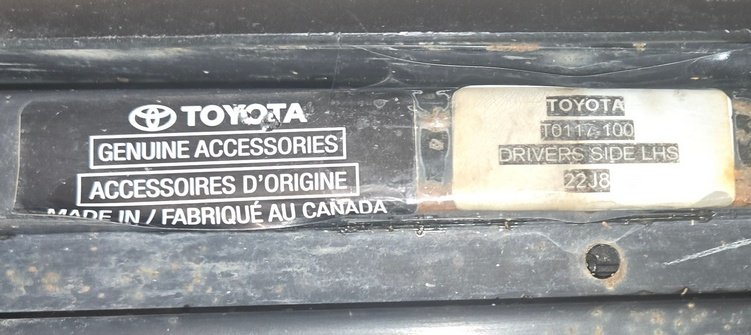 TOYOTA
GENUINE ACCESSORIES
ACCESSOIRES D'ORIGINE
MADE IN / FABRIQUÉ AU CANADA
TOYOTA
T0117-100
DRIVERS SIDE LHS
22J8